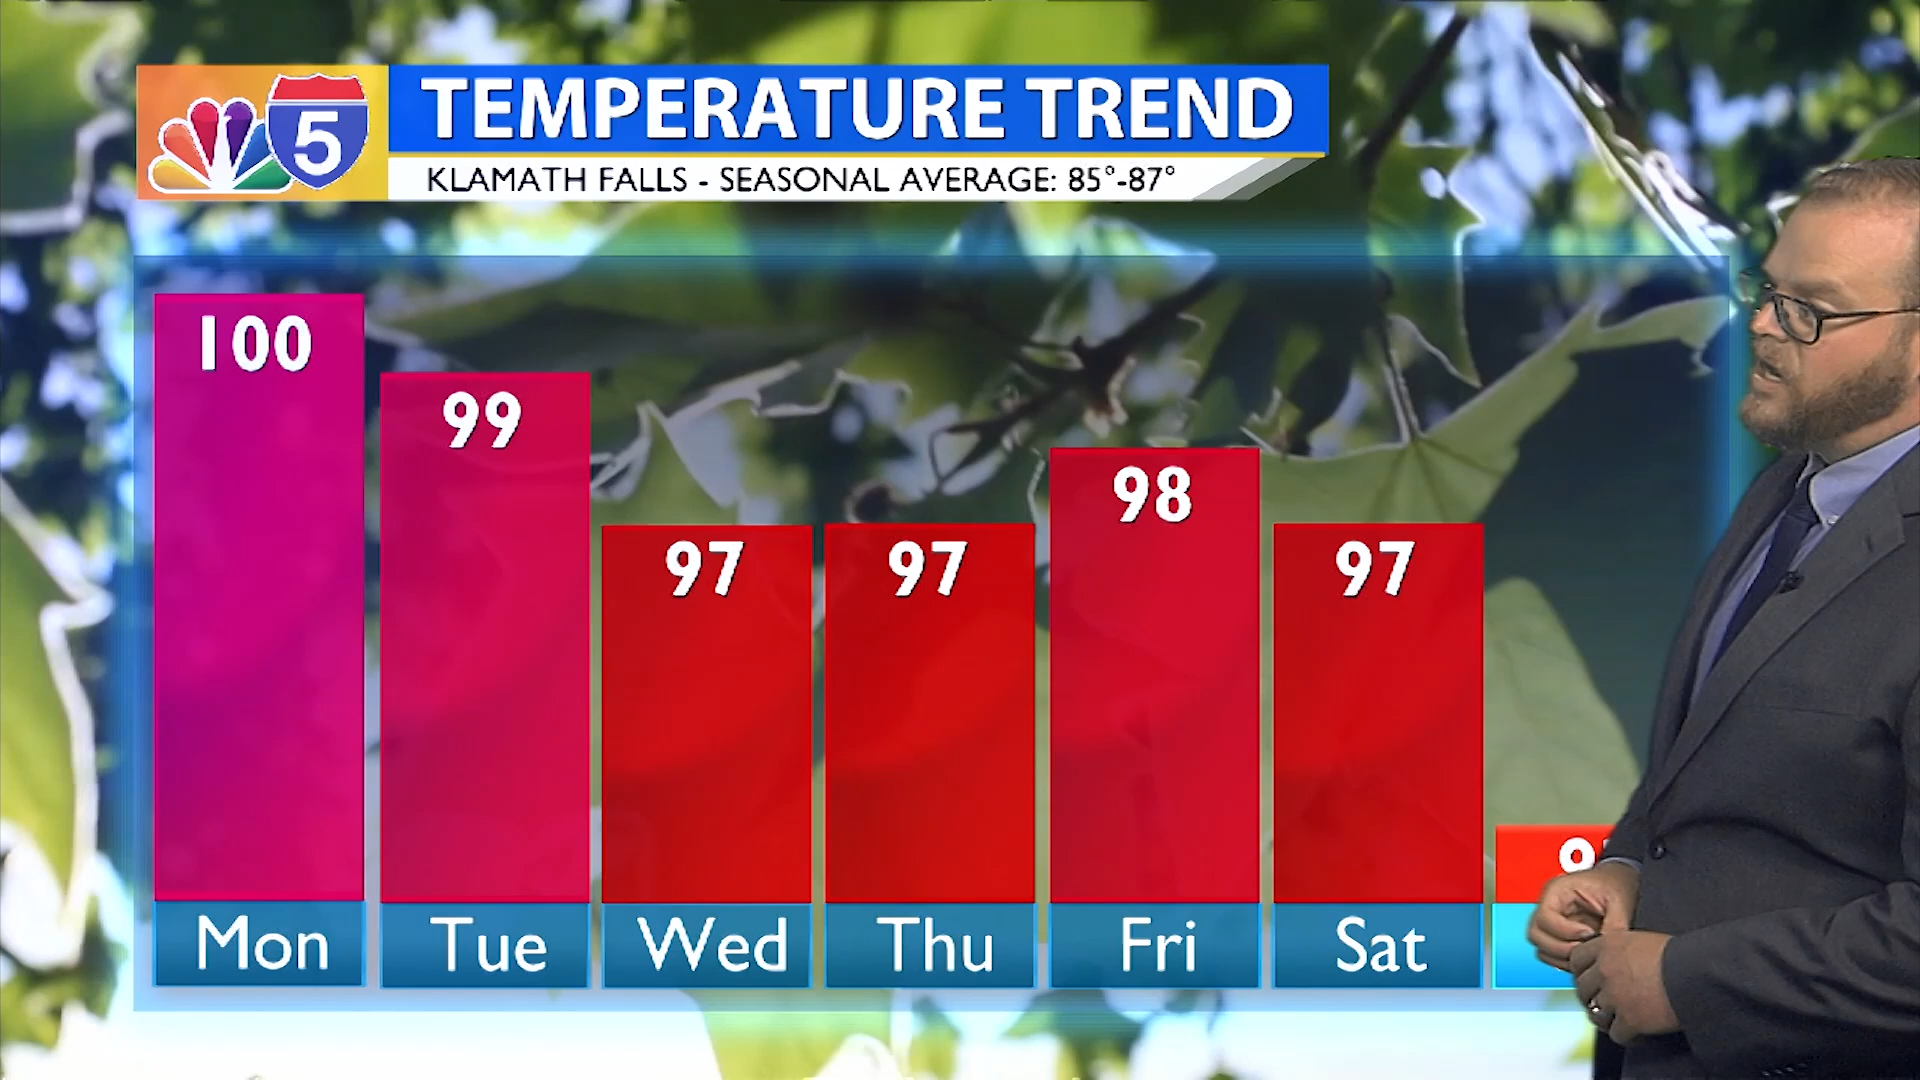 5
TEMPERATURE TREND
KLAMATH FALLS - SEASONAL AVERAGE: 85°-87°
100
99
97
97
98
97
Mon
Tue
Wed
Thu
Fri
Sat